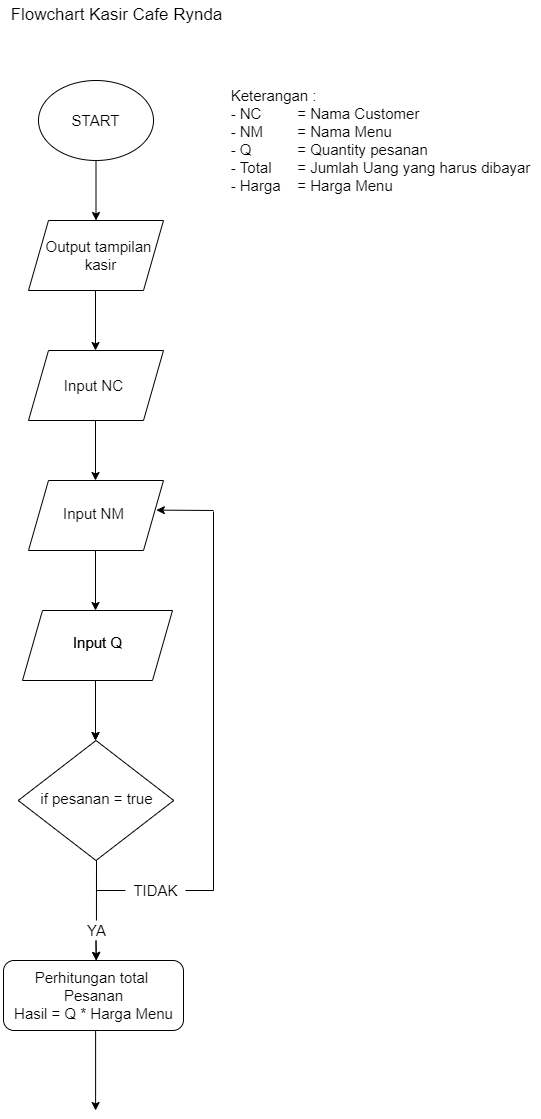 Flowchart Kasir Cafe Rynda
START
Keterangan :
- NC = Nama Customer
- NM = Nama Menu
- Q = Quantity pesanan
- Total = Jumlah Uang yang harus dibayar
- Harga = Harga Menu
Output tampilan
kasir
Input NC
Input NM
Input Q
if pesanan = true
TIDAK
YA
Perhitungan total
Pesanan
Hasil = Q * Harga Menu